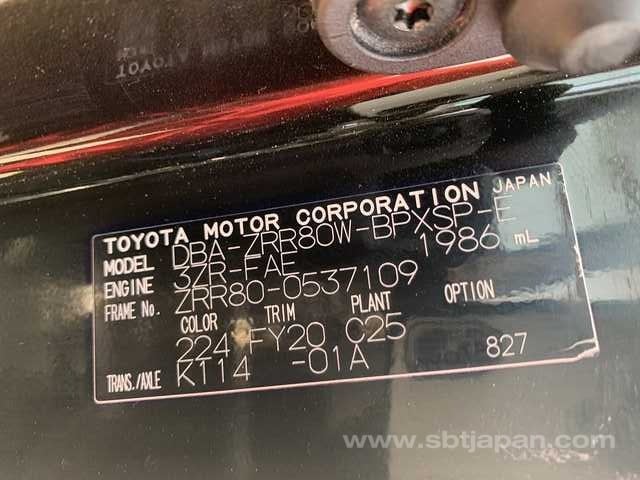 TOYOTA MOTOR CORPORATION JAPAN
MODEL DBA-ZRR80W-BPXSP-E
ENGINE 3ZR-FAE 1986 mL
FRAME No. ZRR80-0537109
COLOR TRIM PLANT OPTION
224 FY20 C25
TRANS./AXLE K114 -01A 827
www.sbtjapan.com